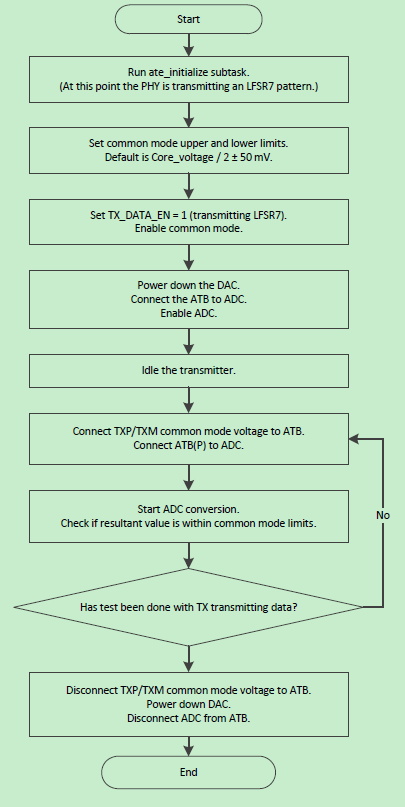 Start
Run ate_initialize subtask.
(At this point the PHY is transmitting an LFSR7 pattern.)
Set common mode upper and lower limits.
Default is Core_voltage / 2 ± 50 mV.
Set TX_DATA_EN = 1 (transmitting LFSR7).
Enable common mode.
Power down the DAC.
Connect the ATB to ADC.
Enable ADC.
Idle the transmitter.
Connect TXP/TXM common mode voltage to ATB.
Connect ATB(P) to ADC.
Start ADC conversion.
Check if resultant value is within common mode limits.
No
Has test been done with TX transmitting data?
Disconnect TXP/TXM common mode voltage to ATB.
Power down DAC.
Disconnect ADC from ATB.
End